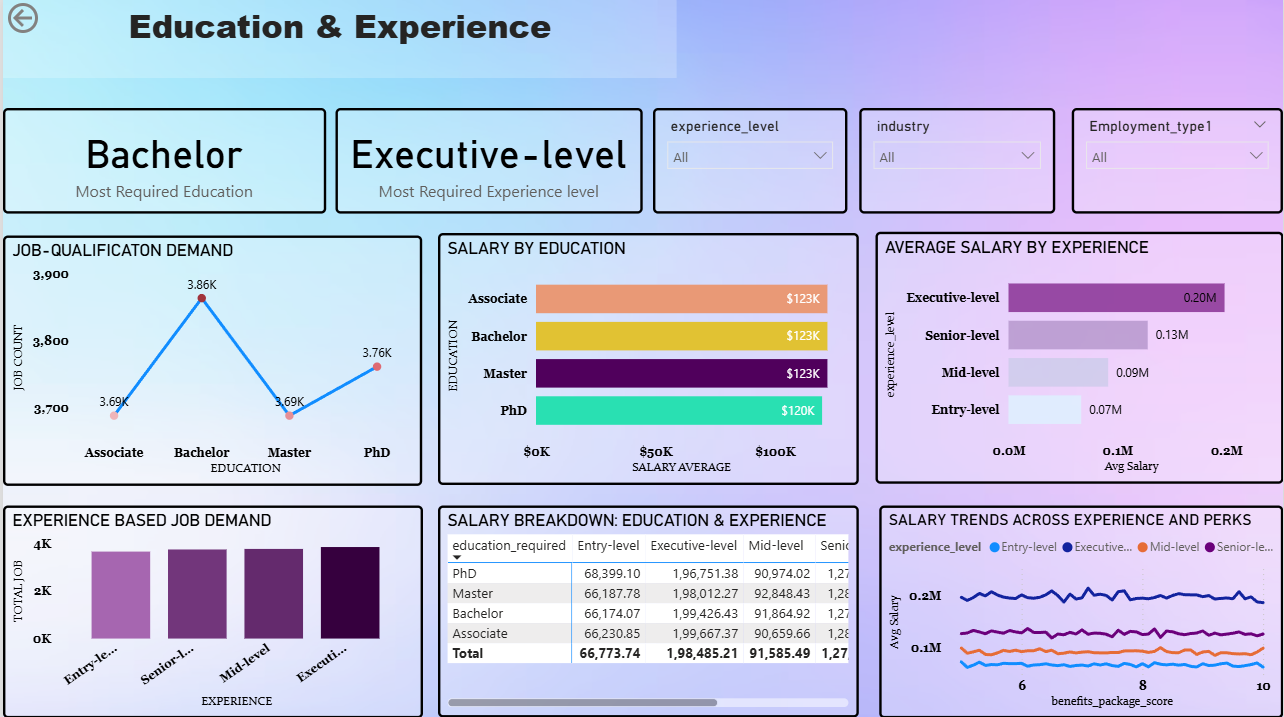 Education & Experience
Bachelor
Most Required Education
Executive-level
Most Required Experience level
experience_level
All
industry
All
Employment_type1
All
JOB-QUALIFICATON DEMAND
JOB COUNT
3,900
3,800
3,700
3.69K
3.86K
3.69K
3.76K
Associate
Bachelor
Master
PhD
EDUCATION
SALARY BY EDUCATION
EDUCATION
Associate
$123K
Bachelor
$123K
Master
$123K
PhD
$120K
$0K
$50K
$100K
SALARY AVERAGE
AVERAGE SALARY BY EXPERIENCE
experience_level
Executive-level
0.20M
Senior-level
0.13M
Mid-level
0.09M
Entry-level
0.07M
0.0M
0.1M
0.2M
Avg Salary
EXPERIENCE BASED JOB DEMAND
TOTAL JOB
4K
2K
0K
Entry-le...
Senior-l...
Mid-level
Executi...
EXPERIENCE
SALARY BREAKDOWN: EDUCATION & EXPERIENCE
education_required Entry-level Executive-level Mid-level Senio
PhD 68,399.10 1,96,751.38 90,974.02 1,27
Master 66,187.78 1,98,012.27 92,848.43 1,28
Bachelor 66,174.07 1,99,426.43 91,864.92 1,27
Associate 66,230.85 1,99,667.37 90,659.66 1,28
Total 66,773.74 1,98,485.21 91,585.49 1,27
SALARY TRENDS ACROSS EXPERIENCE AND PERKS
experience_level Entry-level Executive... Mid-level Senior-le...
Avg Salary
0.2M
0.1M
6
8
10
benefits_package_score